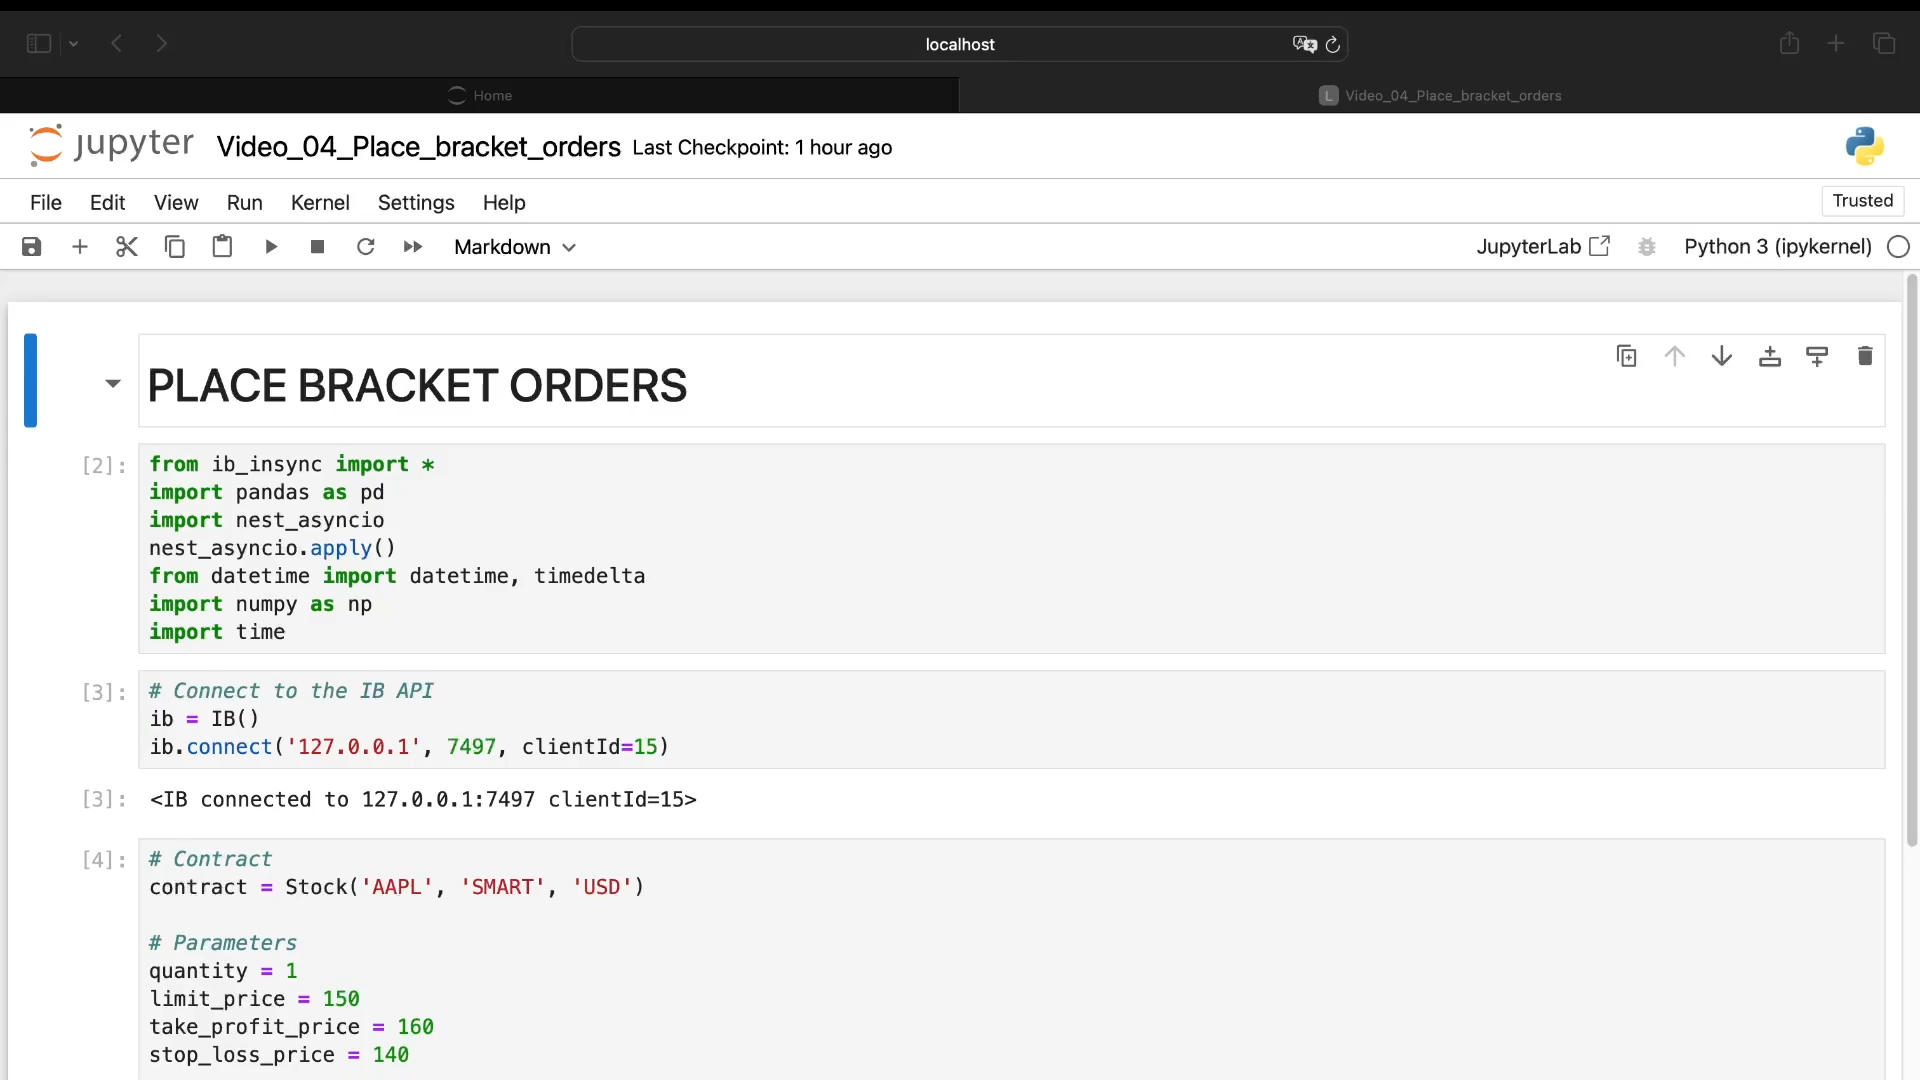 localhost
Home
L Video_04_Place_bracket_orders
jupyter Video_04_Place_bracket_orders Last Checkpoint: 1 hour ago
File Edit View Run Kernel Settings Help
Trusted
Markdown
JupyterLab
Python 3 (ipykernel)
PLACE BRACKET ORDERS
[2]: from ib_insync import *
import pandas as pd
import nest_asyncio
nest_asyncio.apply()
from datetime import datetime, timedelta
import numpy as np
import time
[3]: # Connect to the IB API
ib = IB()
ib.connect('127.0.0.1', 7497, clientId=15)
[3]: <IB connected to 127.0.0.1:7497 clientId=15>
[4]: # Contract
contract = Stock('AAPL', 'SMART', 'USD')
# Parameters
quantity = 1
limit_price = 150
take_profit_price = 160
stop_loss_price = 140